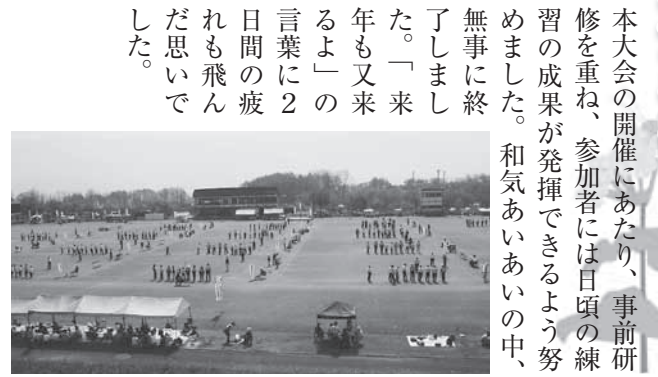 本大会の開催にあたり、事前研
修を重ね、参加者には日頃の練
習の成果が発揮できるよう努
めました。和気あいあいの中、
無事に終
了しまし
た。「来
年も又来
るよ」の
言葉に２
日間の疲
れも飛ん
だ思いで
した。